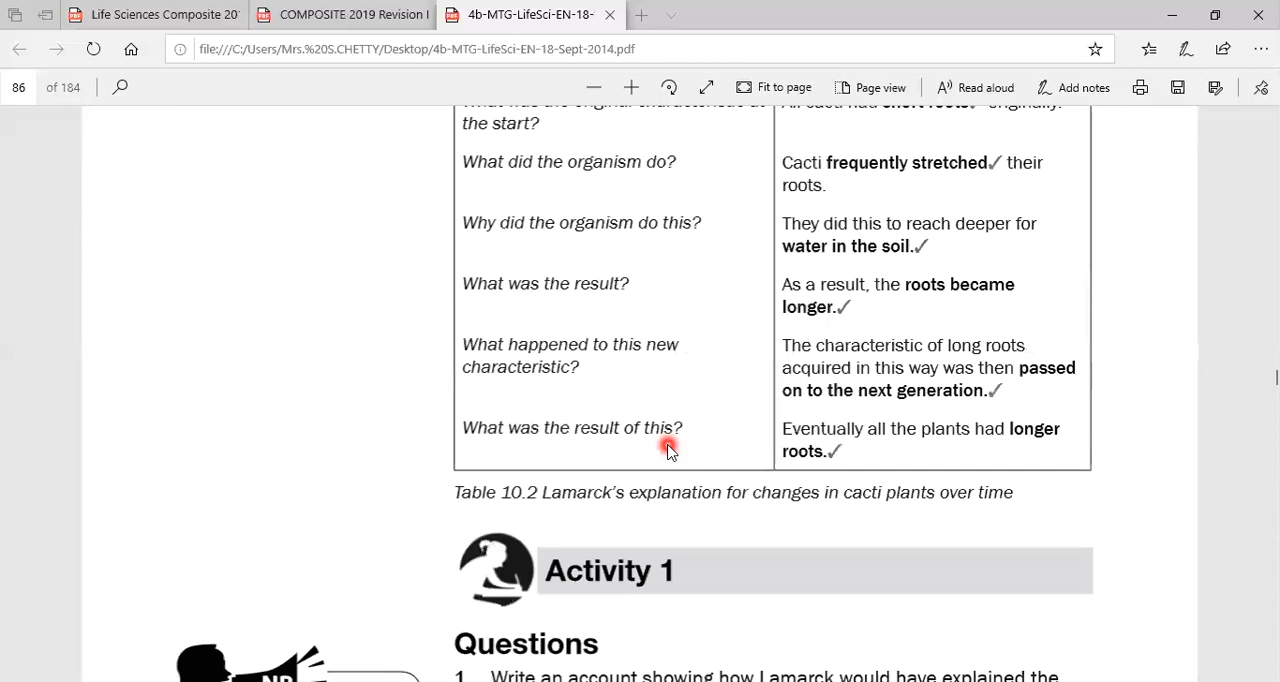 Life Sciences Composite 20
COMPOSITE 2019 Revision
4b-MTG-LifeSci-EN-18-
file:///C:/Users/Mrs.%20S.CHETTY/Desktop/4b-MTG-LifeSci-EN-18-Sept-2014.pdf
86 of 184
Fit to page
Page view
Read aloud
Add notes
the start?
short roots✓ originally.
What did the organism do?
Cacti frequently stretched✓ their
roots.
Why did the organism do this?
They did this to reach deeper for
water in the soil.✓
What was the result?
As a result, the roots became
longer.✓
What happened to this new
characteristic?
The characteristic of long roots
acquired in this way was then passed
on to the next generation.✓
What was the result of this?
Eventually all the plants had longer
roots.✓
Table 10.2 Lamarck's explanation for changes in cacti plants over time
Activity 1
Questions
1 Write an account showing how Lamarck would have explained the